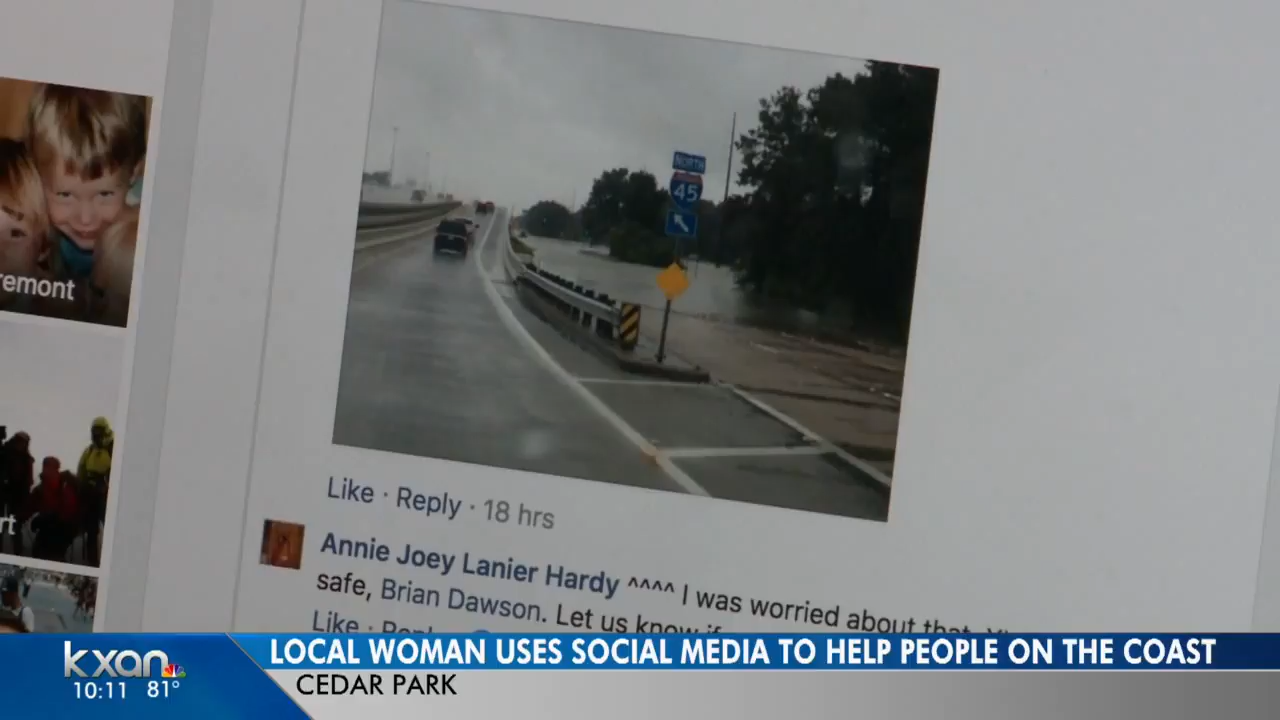 NORTH
45
remont
rt
Like · Reply · 18 hrs
Annie Joey Lanier Hardy ^^^^ I was worried about that.
safe, Brian Dawson. Let us know if
Like ·
kxan
10:11 81°
LOCAL WOMAN USES SOCIAL MEDIA TO HELP PEOPLE ON THE COAST
CEDAR PARK